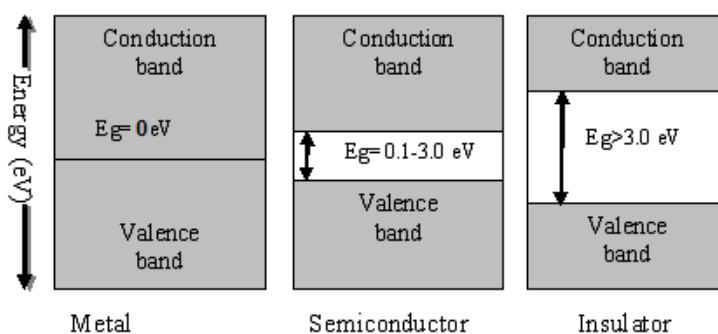 Energy (eV)
Conduction
band
Eg= 0 eV
Valence
band
Metal
Conduction
band
Eg=0.1-3.0 eV
Valence
band
Semiconductor
Conduction
band
Eg>3.0 eV
Valence
band
Insulator